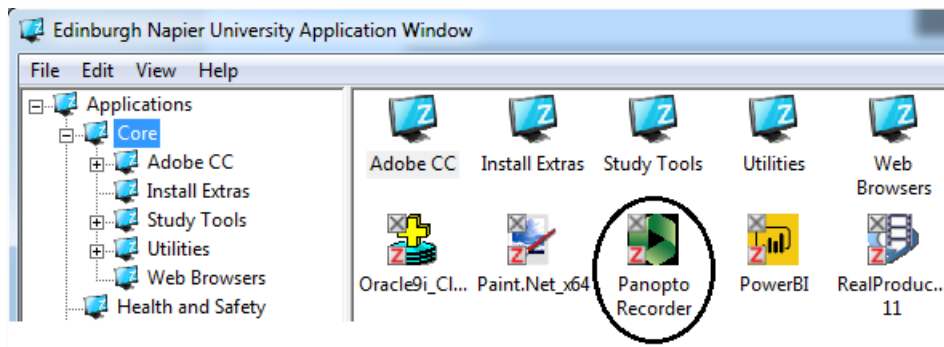 Edinburgh Napier University Application Window
File Edit View Help
Applications
Core
Adobe CC
Install Extras
Study Tools
Utilities
Web Browsers
Health and Safety
Adobe CC Install Extras Study Tools Utilities Web
Browsers
Oracle9i_Cl... Paint.Net_x64 Panopto PowerBI RealProduc...
Recorder 11